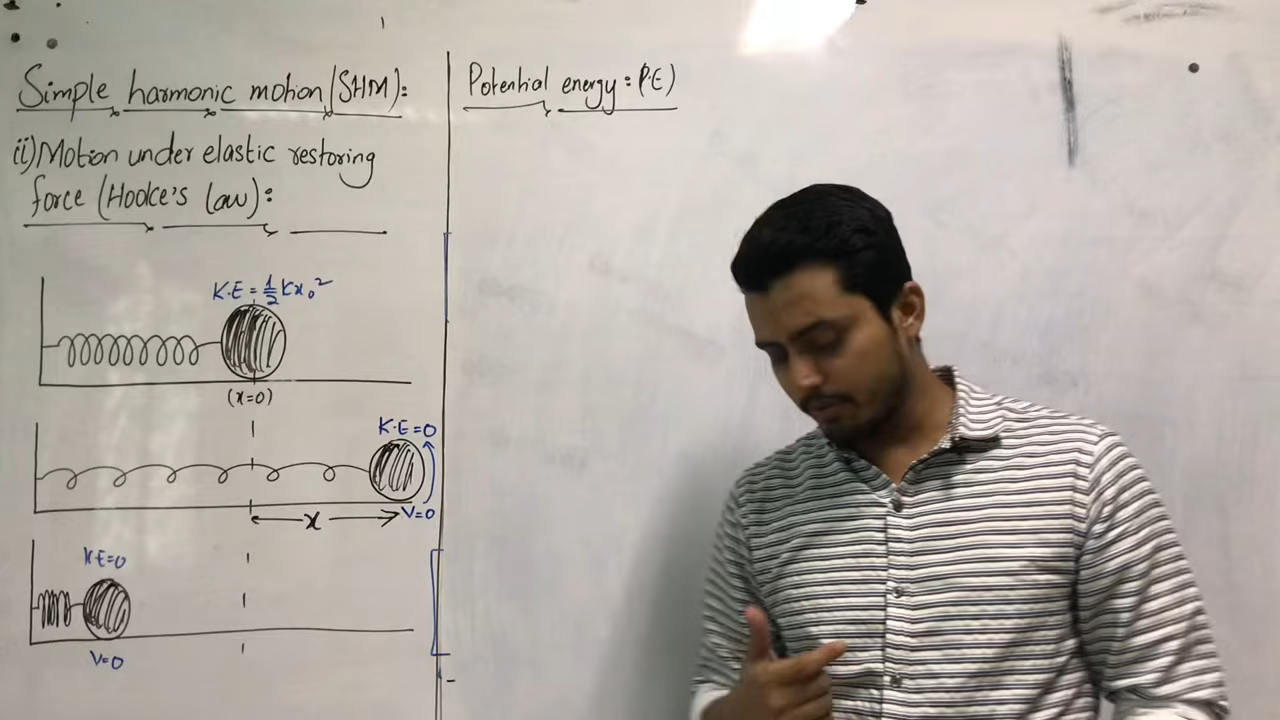 Simple harmonic motion (SHM):
ii) Motion under elastic restoring
force (Hooke's Law):
K.E = 1/2 Kx₀²
(x=0)
K.E=0
x
V=0
K.E=0
V=0
Potential energy: P.E)